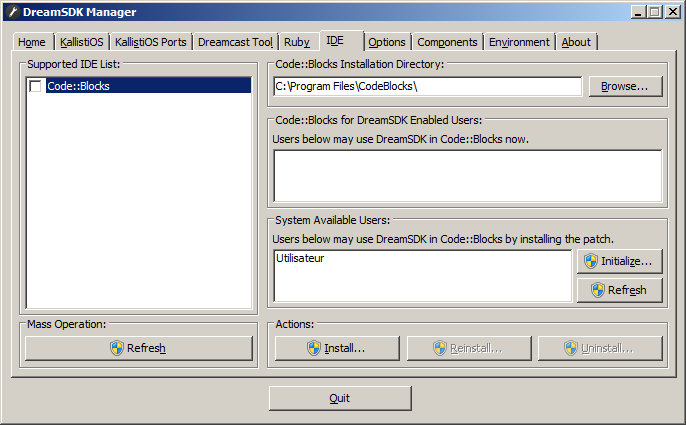 DreamSDK Manager
Home KallistiOS KallistiOS Ports Dreamcast Tool Ruby IDE Options Components Environment About
Supported IDE List:
Code::Blocks
Code::Blocks Installation Directory:
C:\Program Files\CodeBlocks\
Browse...
Code::Blocks for DreamSDK Enabled Users:
Users below may use DreamSDK in Code::Blocks now.
System Available Users:
Users below may use DreamSDK in Code::Blocks by installing the patch.
Utilisateur
Initialize...
Refresh
Mass Operation:
Refresh
Actions:
Install... Reinstall... Uninstall...
Quit